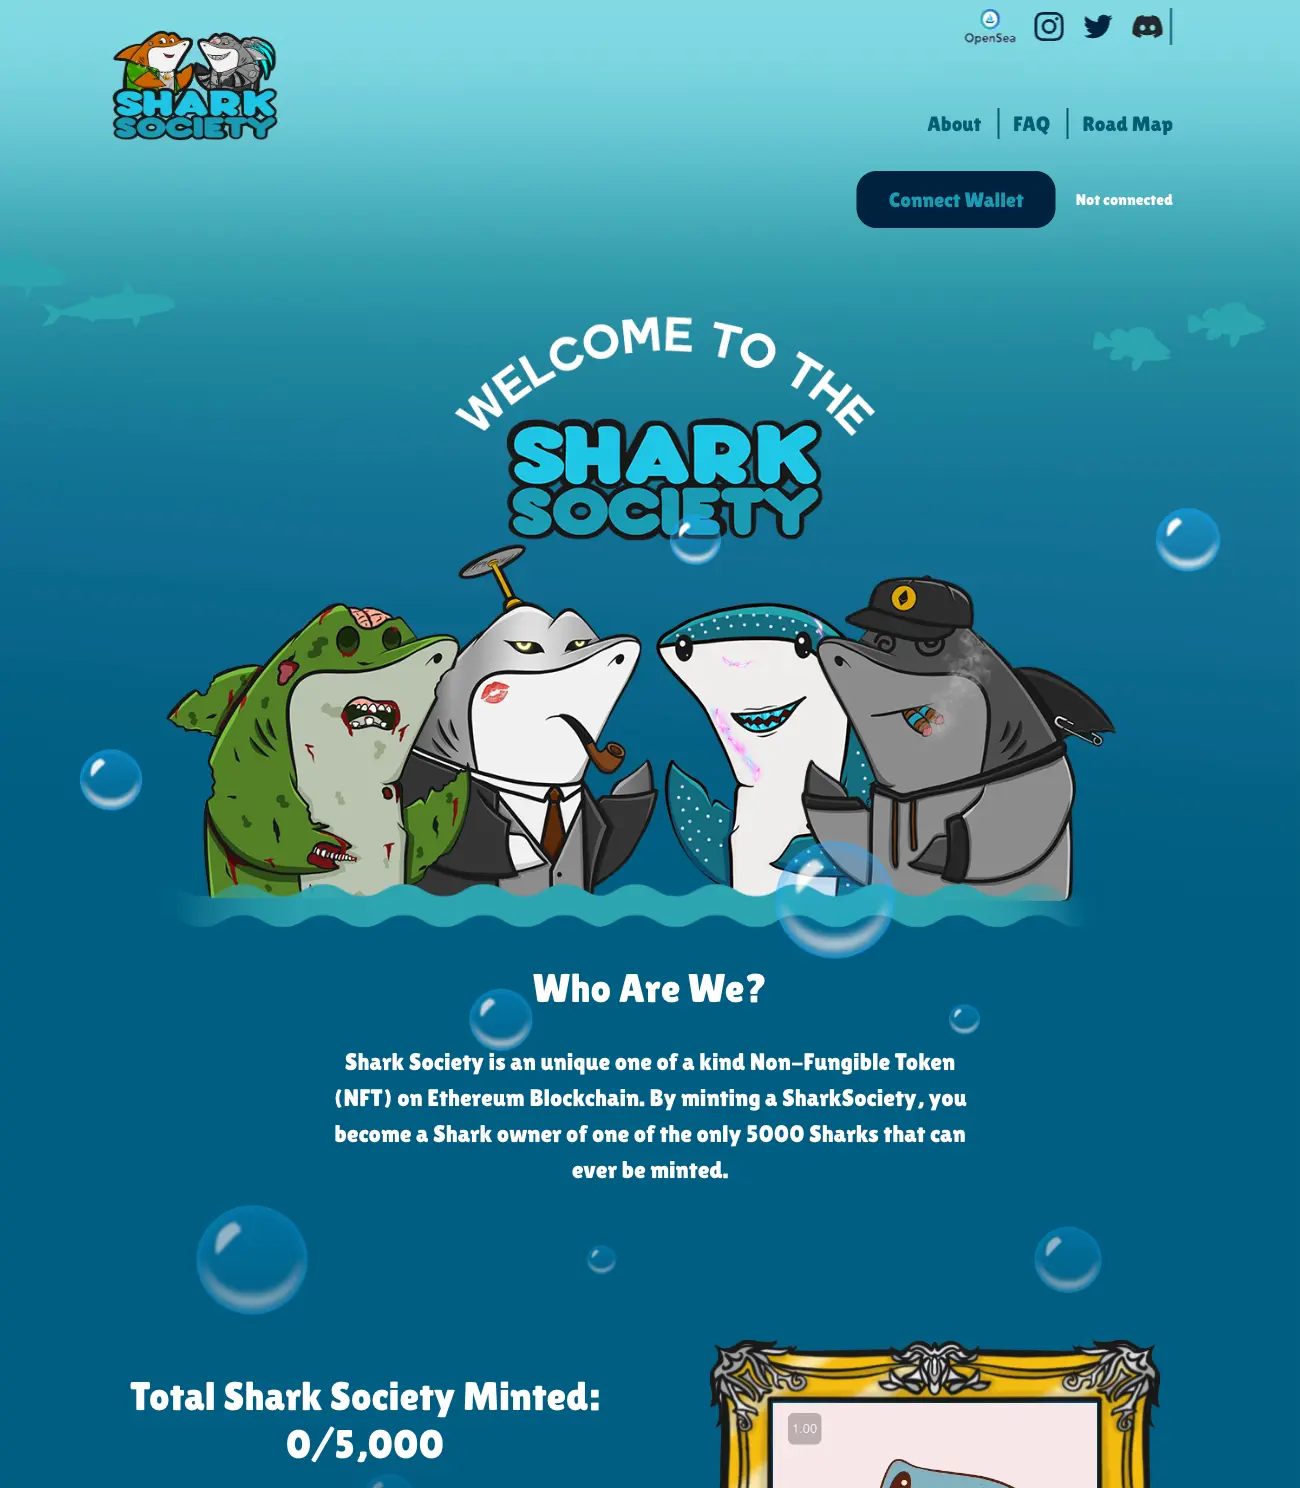 OpenSea
SHARK
SOCIETY
About
FAQ
Road Map
Connect Wallet
Not connected
WELCOME TO THE
SHARK
SOCIETY
Who Are We?
Shark Society is an unique one of a kind Non-Fungible Token
(NFT) on Ethereum Blockchain. By minting a SharkSociety, you
become a Shark owner of one of the only 5000 Sharks that can
ever be minted.
Total Shark Society Minted:
0/5,000
1.00